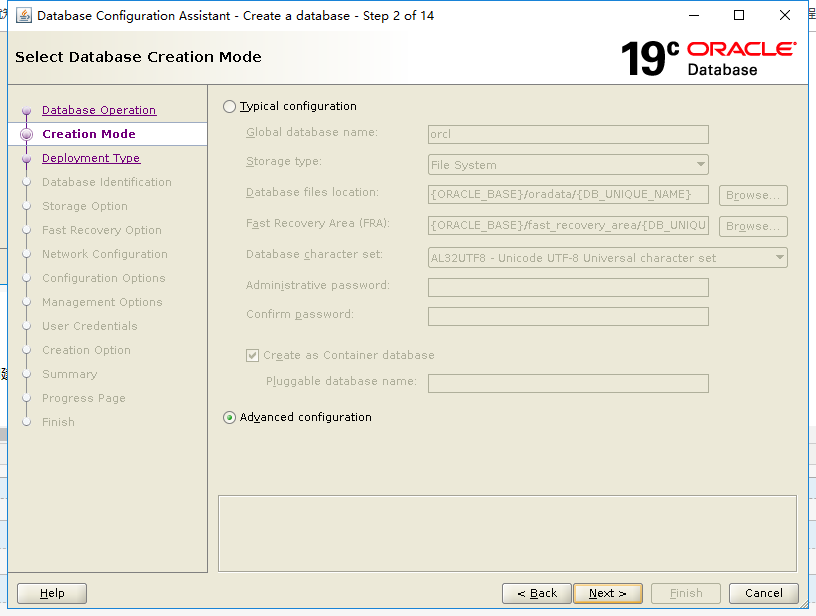 Database Configuration Assistant - Create a database - Step 2 of 14
Select Database Creation Mode
19c ORACLE
Database
Database Operation
Creation Mode
Deployment Type
Database Identification
Storage Option
Fast Recovery Option
Network Configuration
Configuration Options
Management Options
User Credentials
Creation Option
Summary
Progress Page
Finish
Typical configuration
Global database name: orcl
Storage type: File System
Database files location: {ORACLE_BASE}/oradata/{DB_UNIQUE_NAME} Browse...
Fast Recovery Area (FRA): {ORACLE_BASE}/fast_recovery_area/{DB_UNIQU Browse...
Database character set: AL32UTF8 - Unicode UTF-8 Universal character set
Administrative password:
Confirm password:
Create as Container database
Pluggable database name:
Advanced configuration
Help < Back Next > Finish Cancel